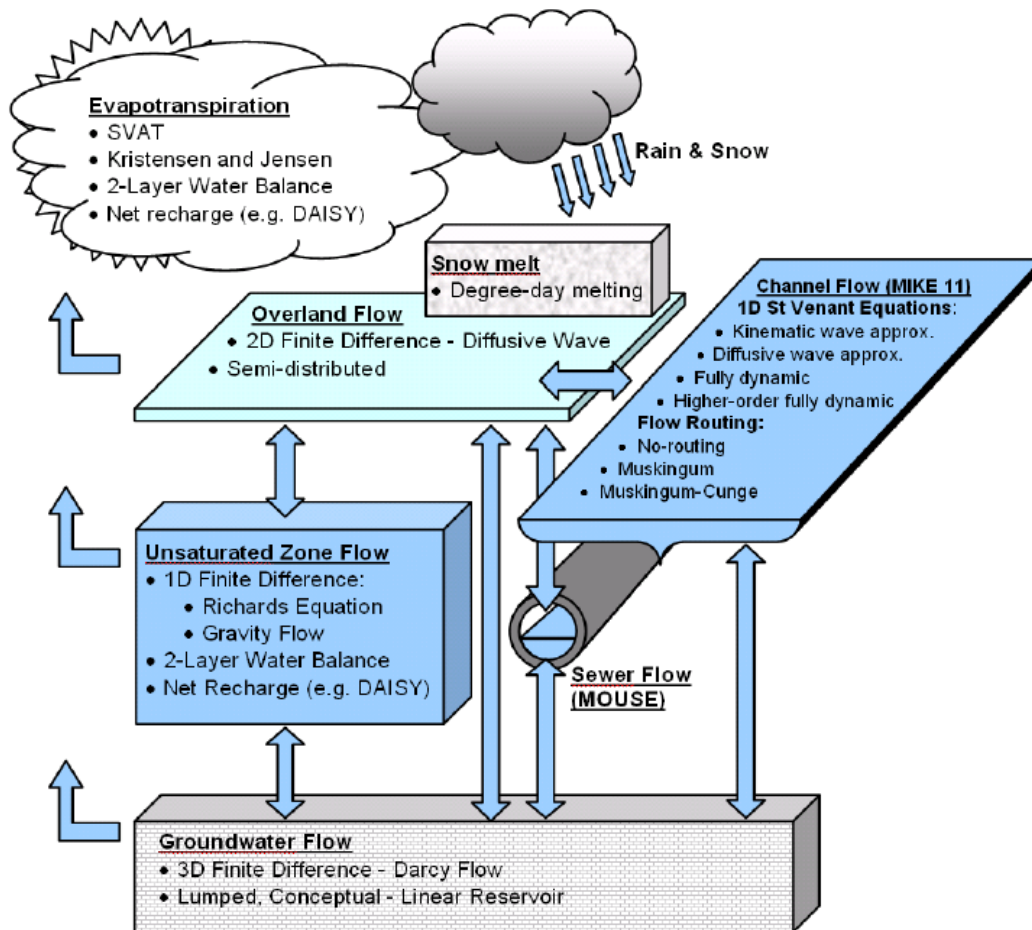 Evapotranspiration
• SVAT
• Kristensen and Jensen
• 2-Layer Water Balance
• Net recharge (e.g. DAISY)
Rain & Snow
Snow melt
• Degree-day melting
Overland Flow
• 2D Finite Difference - Diffusive Wave
• Semi-distributed
Channel Flow (MIKE 11)
1D St Venant Equations:
• Kinematic wave approx.
• Diffusive wave approx.
• Fully dynamic
• Higher-order fully dynamic
Flow Routing:
• No-routing
• Muskingum
• Muskingum-Cunge
Unsaturated Zone Flow
• 1D Finite Difference:
• Richards Equation
• Gravity Flow
• 2-Layer Water Balance
• Net Recharge (e.g. DAISY)
Sewer Flow
(MOUSE)
Groundwater Flow
• 3D Finite Difference - Darcy Flow
• Lumped, Conceptual - Linear Reservoir